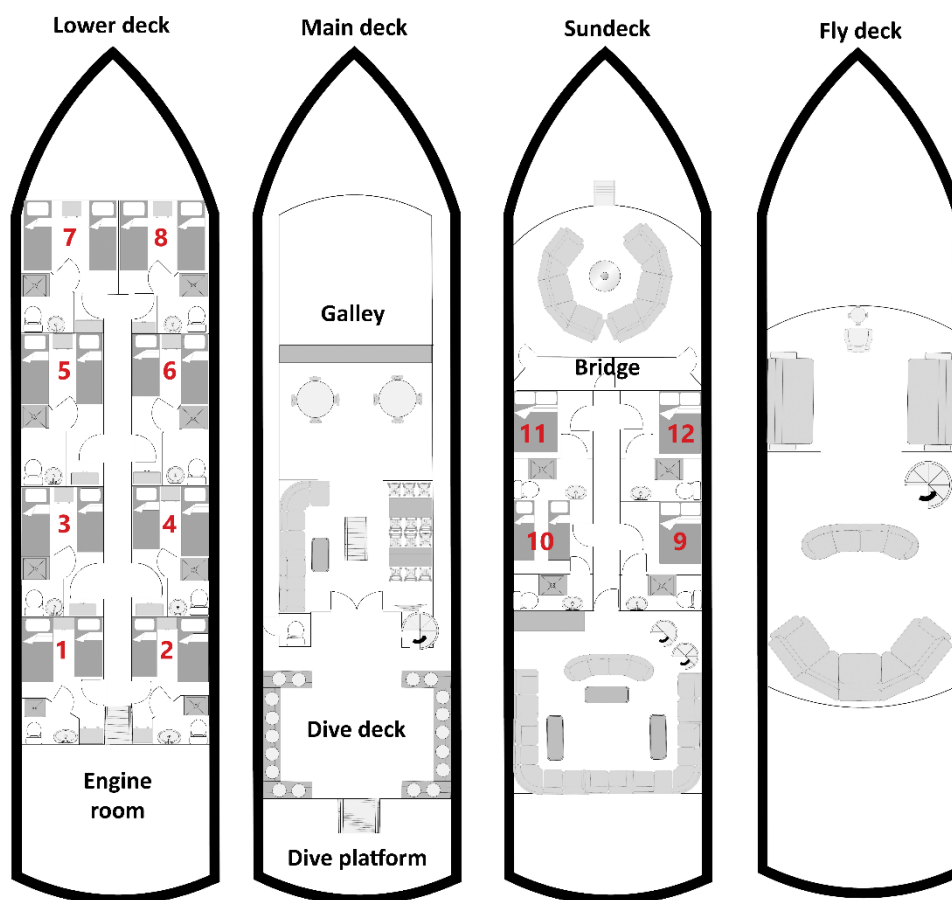 Lower deck
Main deck
Sundeck
Fly deck
7
8
5
6
3
4
1
2
Engine
room
Galley
Dive deck
Dive platform
Bridge
11
12
10
9